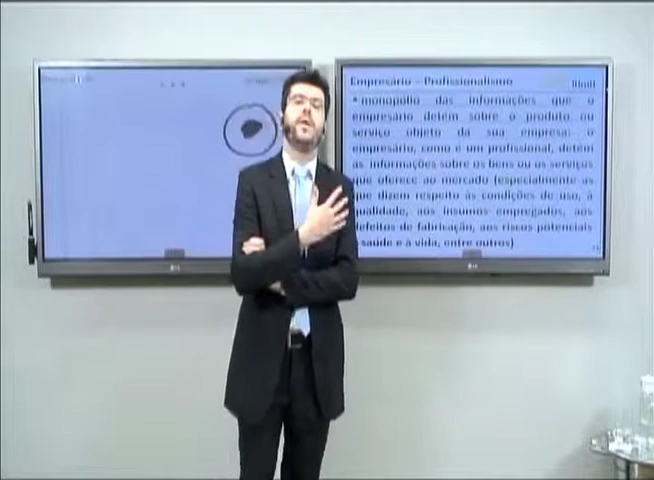 Empresário – Profissionalismo
•monopólio das informações que o
empresário detém sobre o produto ou
serviço objeto da sua empresa: o
empresário, como é um profissional, detém
as informações sobre os bens ou os serviços
que oferece ao mercado (especialmente as
que dizem respeito às condições de uso, à
qualidade, aos insumos empregados, aos
defeitos de fabricação, aos riscos potenciais
à saúde e à vida, entre outros)
LG
LG